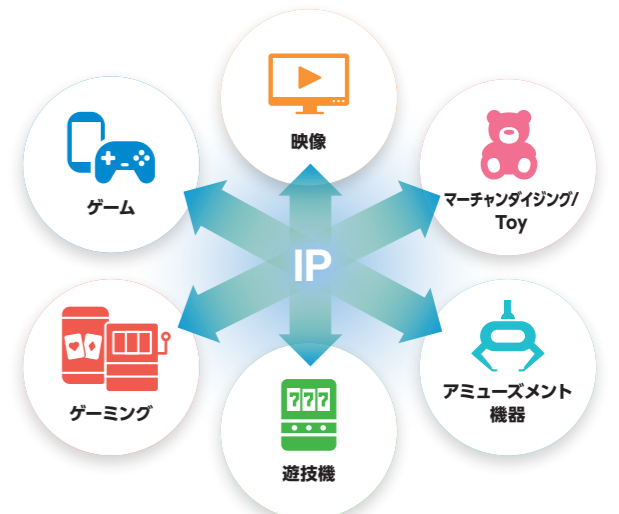 映像
ゲーム
マーチャンダイジング/
Toy
IP
ゲーミング
アミューズメント
機器
777
遊技機